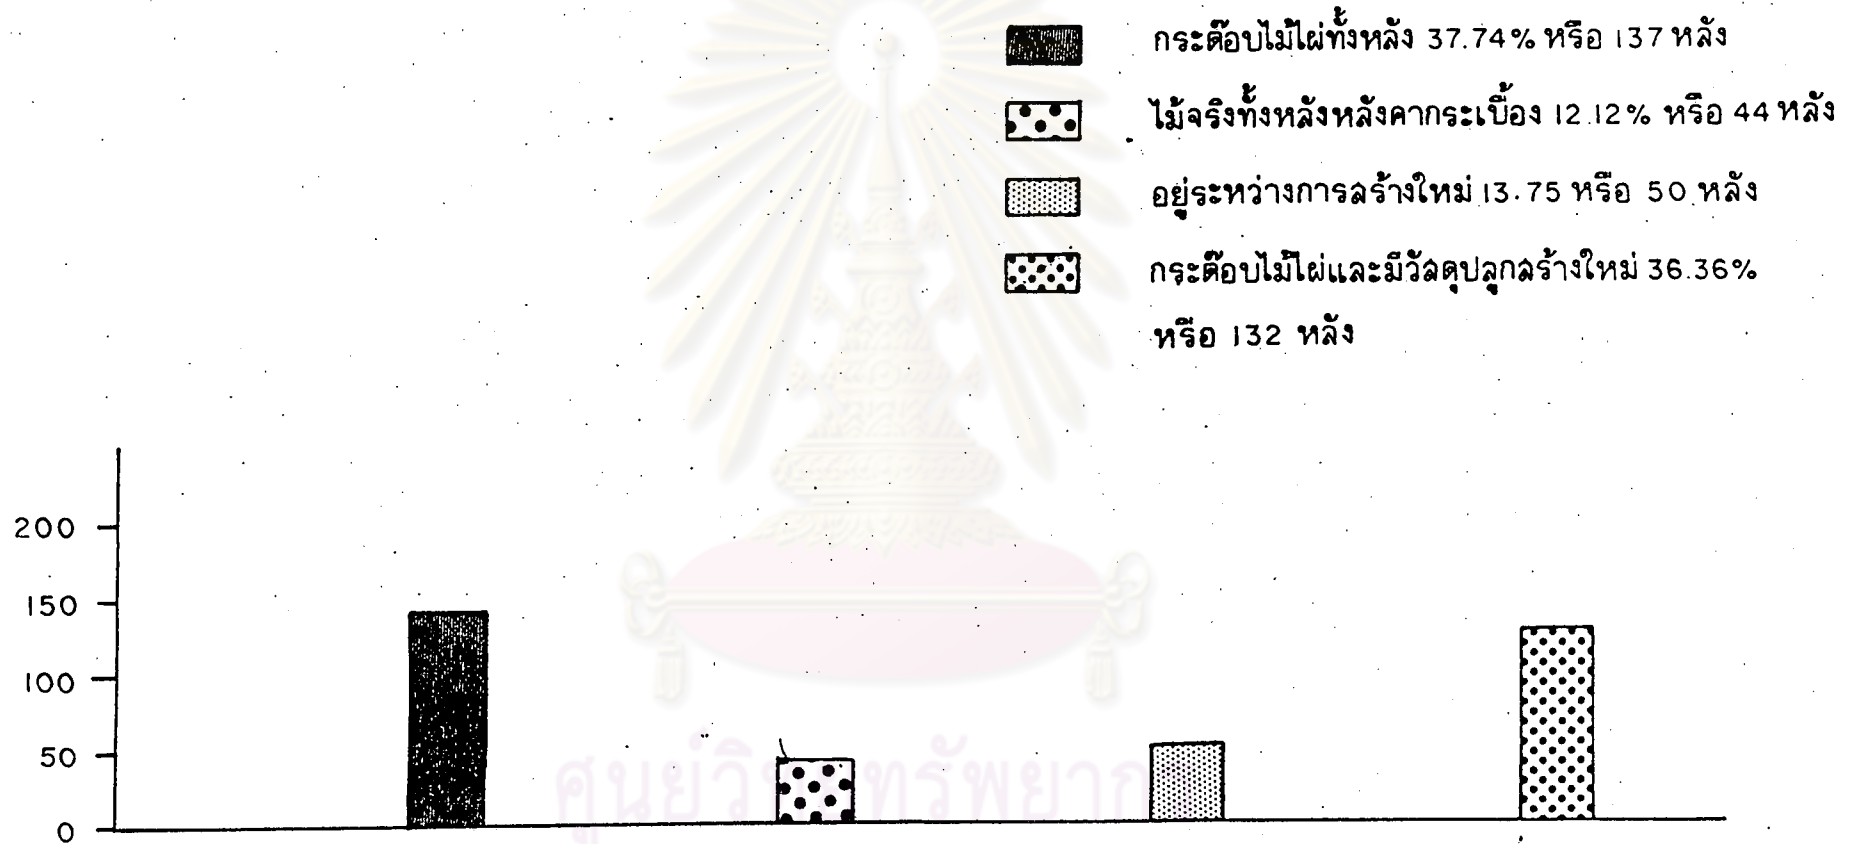 กระต๊อบไม้ไผ่ทั้งหลัง 37.74% หรือ 137 หลัง
ไม้จริงทั้งหลังหลังคากระเบื้อง 12.12% หรือ 44 หลัง
อยู่ระหว่างการสร้างใหม่ 13.75 หรือ 50 หลัง
กระต๊อบไม้ไผ่และมีวัสดุปลูกสร้างใหม่ 36.36%
หรือ 132 หลัง
200
150
100
50
0